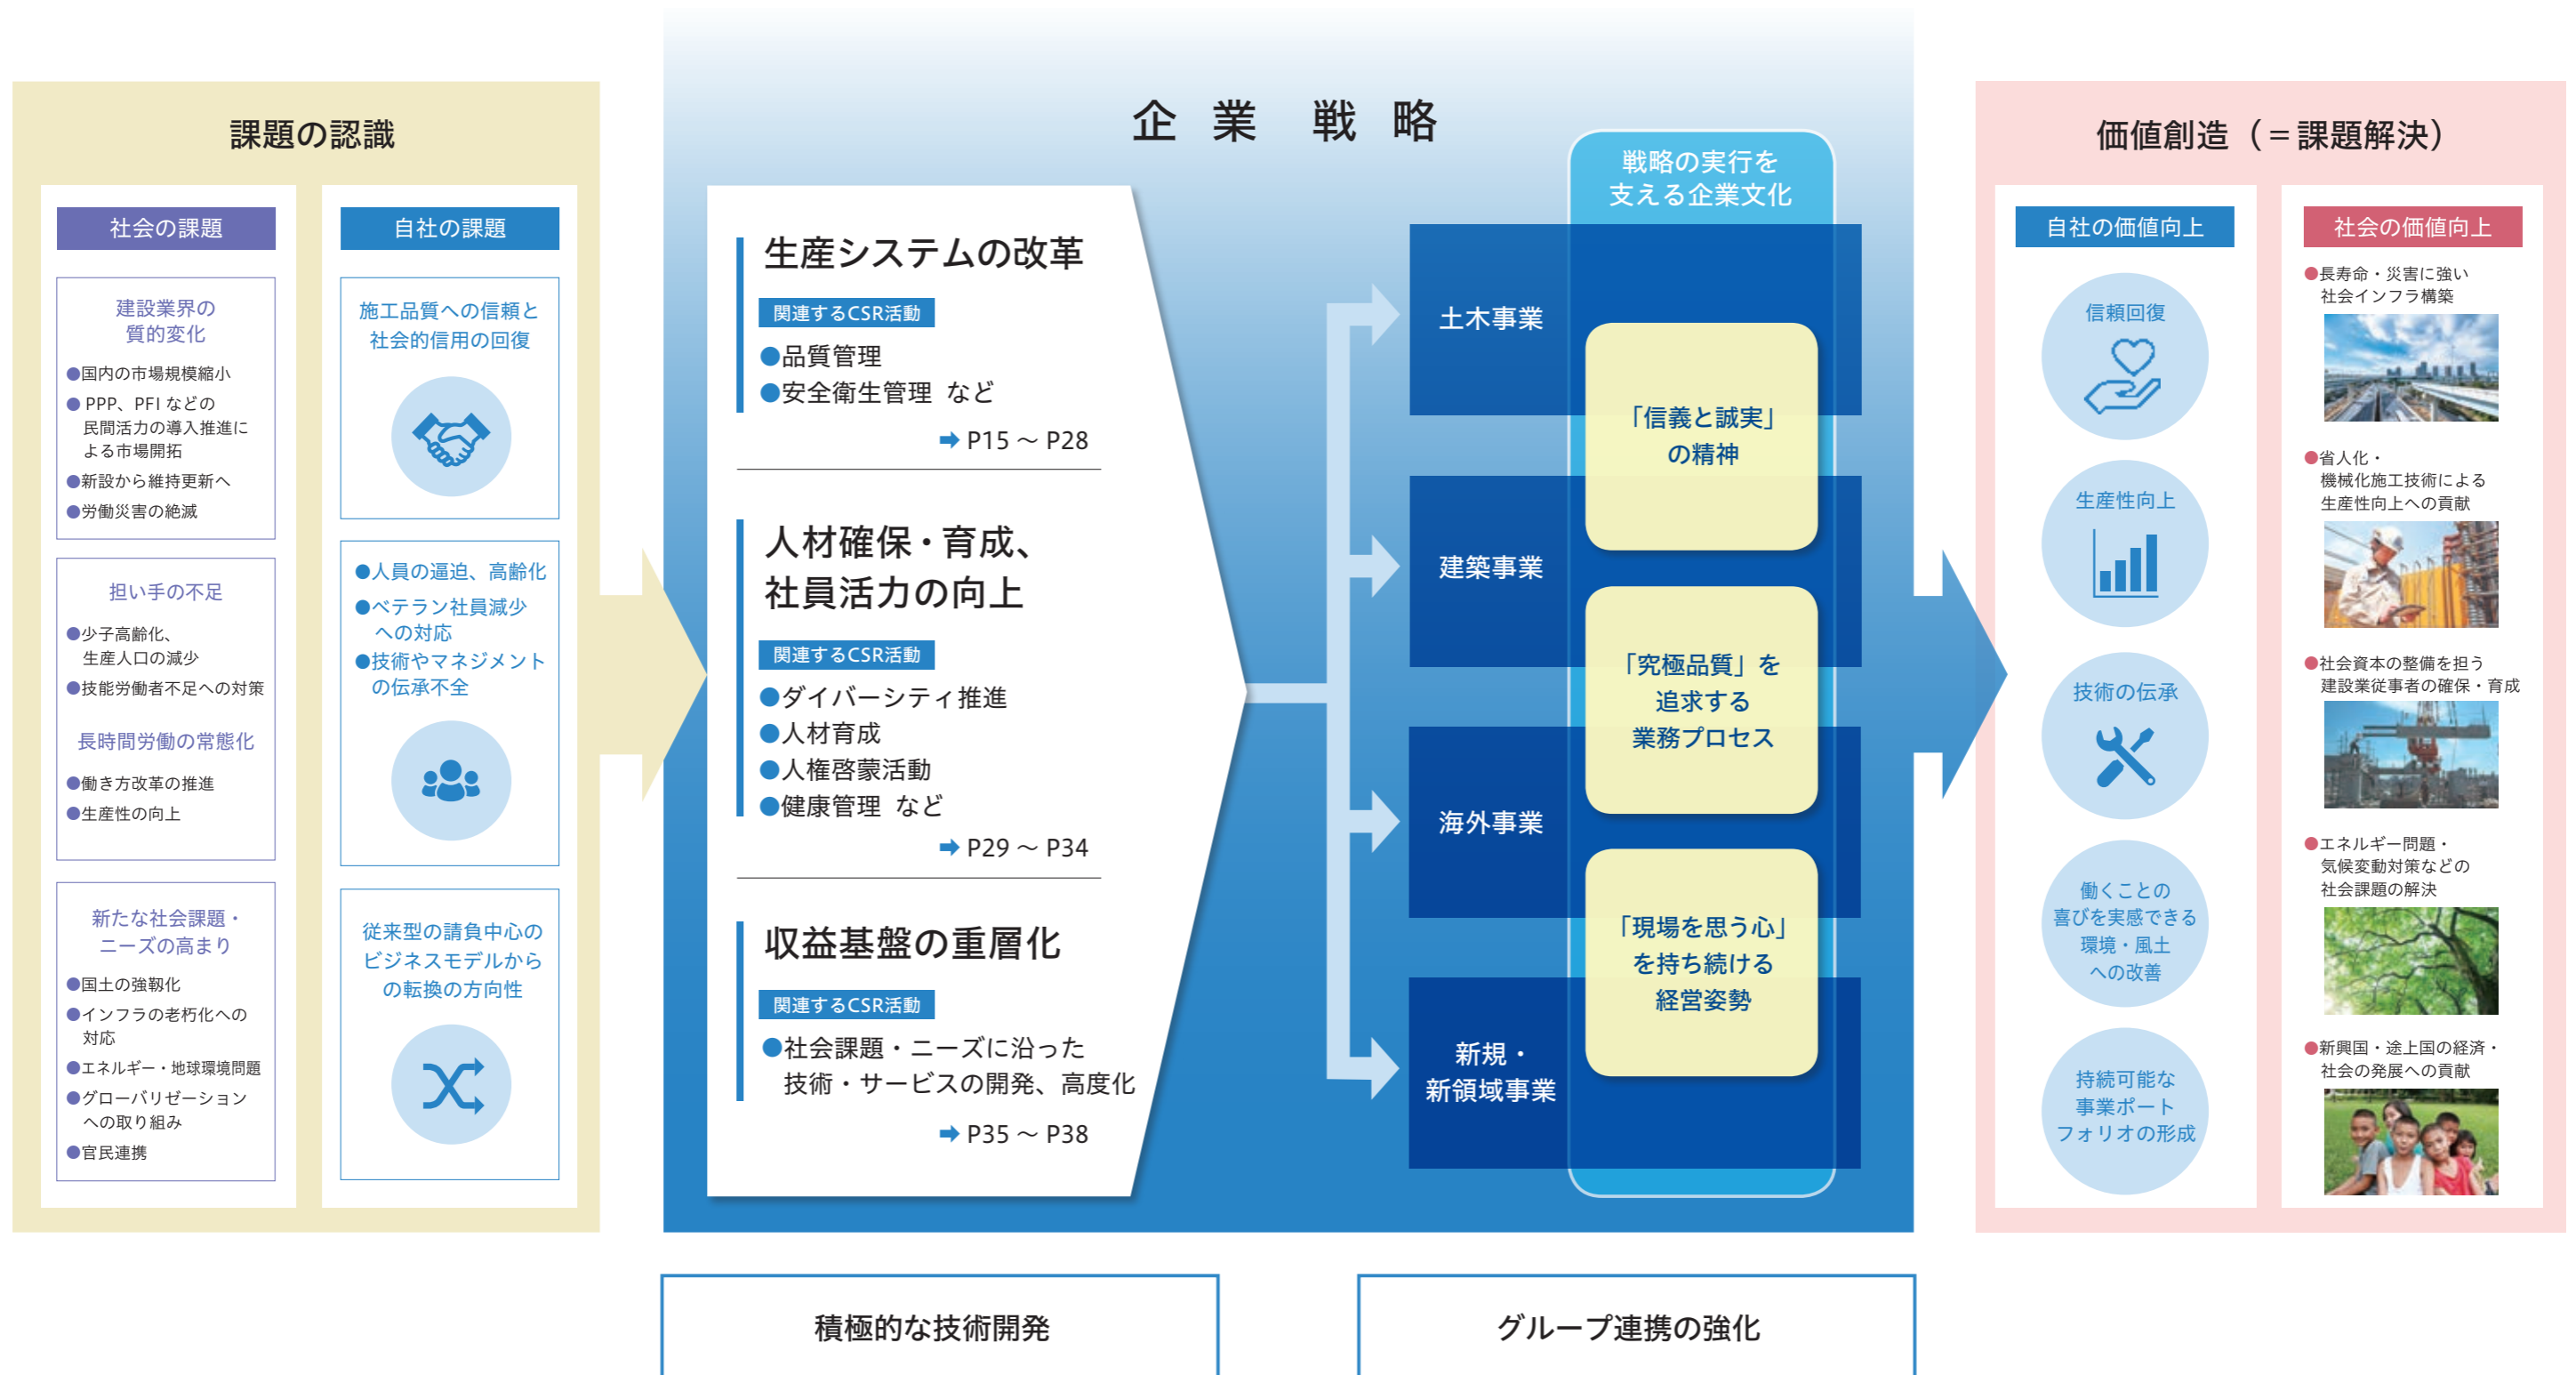 課題の認識
社会の課題
建設業界の
質的変化
●国内の市場規模縮小
●PPP、PFIなどの
民間活力の導入推進に
よる市場開拓
●新設から維持更新へ
●労働災害の絶滅
担い手の不足
●少子高齢化、
生産人口の減少
●技能労働者不足への対策
長時間労働の常態化
●働き方改革の推進
●生産性の向上
新たな社会課題・
ニーズの高まり
●国土の強靱化
●インフラの老朽化への
対応
●エネルギー・地球環境問題
●グローバリゼーション
への取り組み
●官民連携
自社の課題
施工品質への信頼と
社会的信用の回復
●人員の逼迫、高齢化
●ベテラン社員減少
への対応
●技術やマネジメント
の伝承不全
従来型の請負中心の
ビジネスモデルから
の転換の方向性
企業戦略
生産システムの改革
関連するCSR活動
●品質管理
●安全衛生管理 など
➡ P15 ～ P28
人材確保・育成、
社員活力の向上
関連するCSR活動
●ダイバーシティ推進
●人材育成
●人権啓蒙活動
●健康管理 など
➡ P29 ～ P34
収益基盤の重層化
関連するCSR活動
●社会課題・ニーズに沿った
技術・サービスの開発、高度化
➡ P35 ～ P38
土木事業
建築事業
海外事業
新規・
新領域事業
戦略の実行を
支える企業文化
「信義と誠実」
の精神
「究極品質」を
追求する
業務プロセス
「現場を思う心」
を持ち続ける
経営姿勢
価値創造（＝課題解決）
自社の価値向上
信頼回復
生産性向上
技術の伝承
働くことの
喜びを実感できる
環境・風土
への改善
持続可能な
事業ポート
フォリオの形成
社会の価値向上
●長寿命・災害に強い
社会インフラ構築
●省人化・
機械化施工技術による
生産性向上への貢献
●社会資本の整備を担う
建設業従事者の確保・育成
●エネルギー問題・
気候変動対策などの
社会課題の解決
●新興国・途上国の経済・
社会の発展への貢献
積極的な技術開発
グループ連携の強化